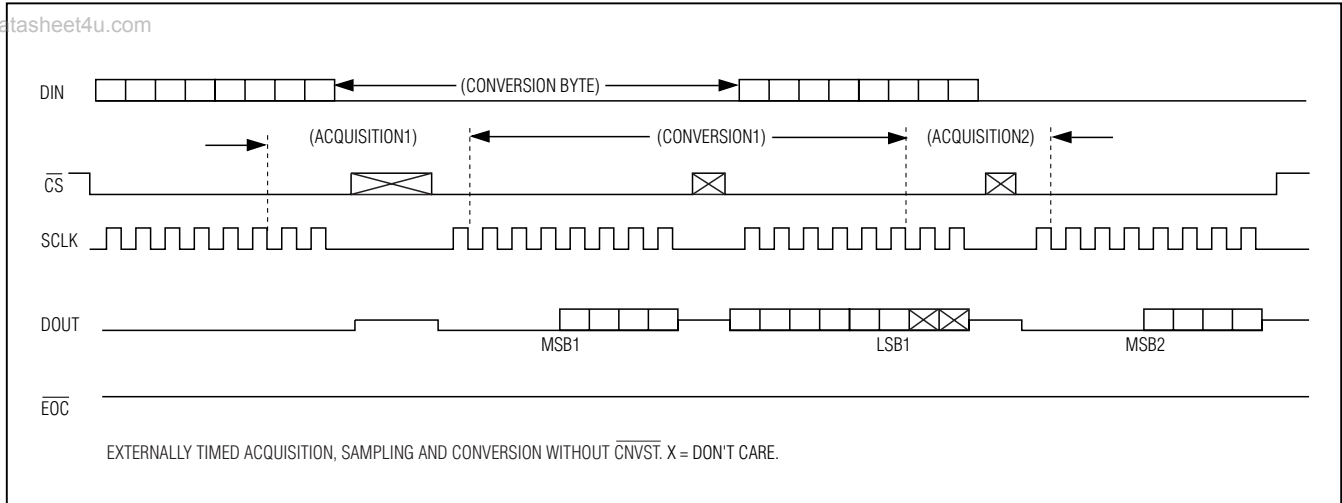 atasheet4u.com
DIN
(CONVERSION BYTE)
(ACQUISITION1)
(CONVERSION1)
(ACQUISITION2)
CS
SCLK
DOUT
MSB1
LSB1
MSB2
EOC
EXTERNALLY TIMED ACQUISITION, SAMPLING AND CONVERSION WITHOUT CNVST. X = DON'T CARE.